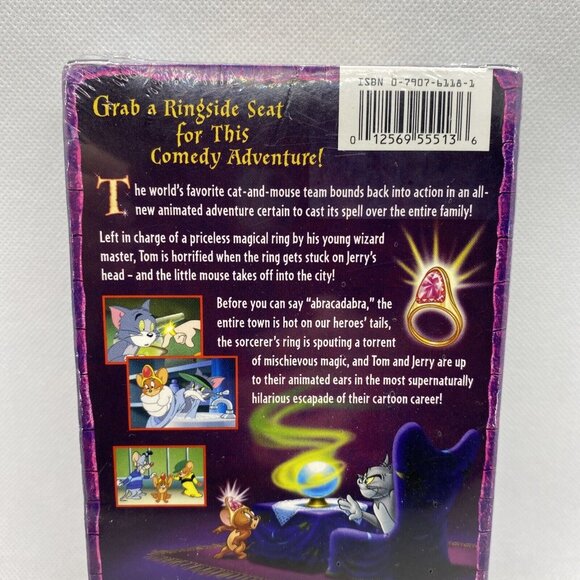 ISBN 0-7907-6118-1
0 12569 55513 6
Grab a Ringside Seat
for This
Comedy Adventure!
The world's favorite cat-and-mouse team bounds back into action in an all-
new animated adventure certain to cast its spell over the entire family!
Left in charge of a priceless magical ring by his young wizard
master, Tom is horrified when the ring gets stuck on Jerry's
head – and the little mouse takes off into the city!
Before you can say "abracadabra," the
entire town is hot on our heroes' tails,
the sorcerer's ring is spouting a torrent
of mischievous magic, and Tom and Jerry are up
to their animated ears in the most supernaturally
hilarious escapade of their cartoon career!